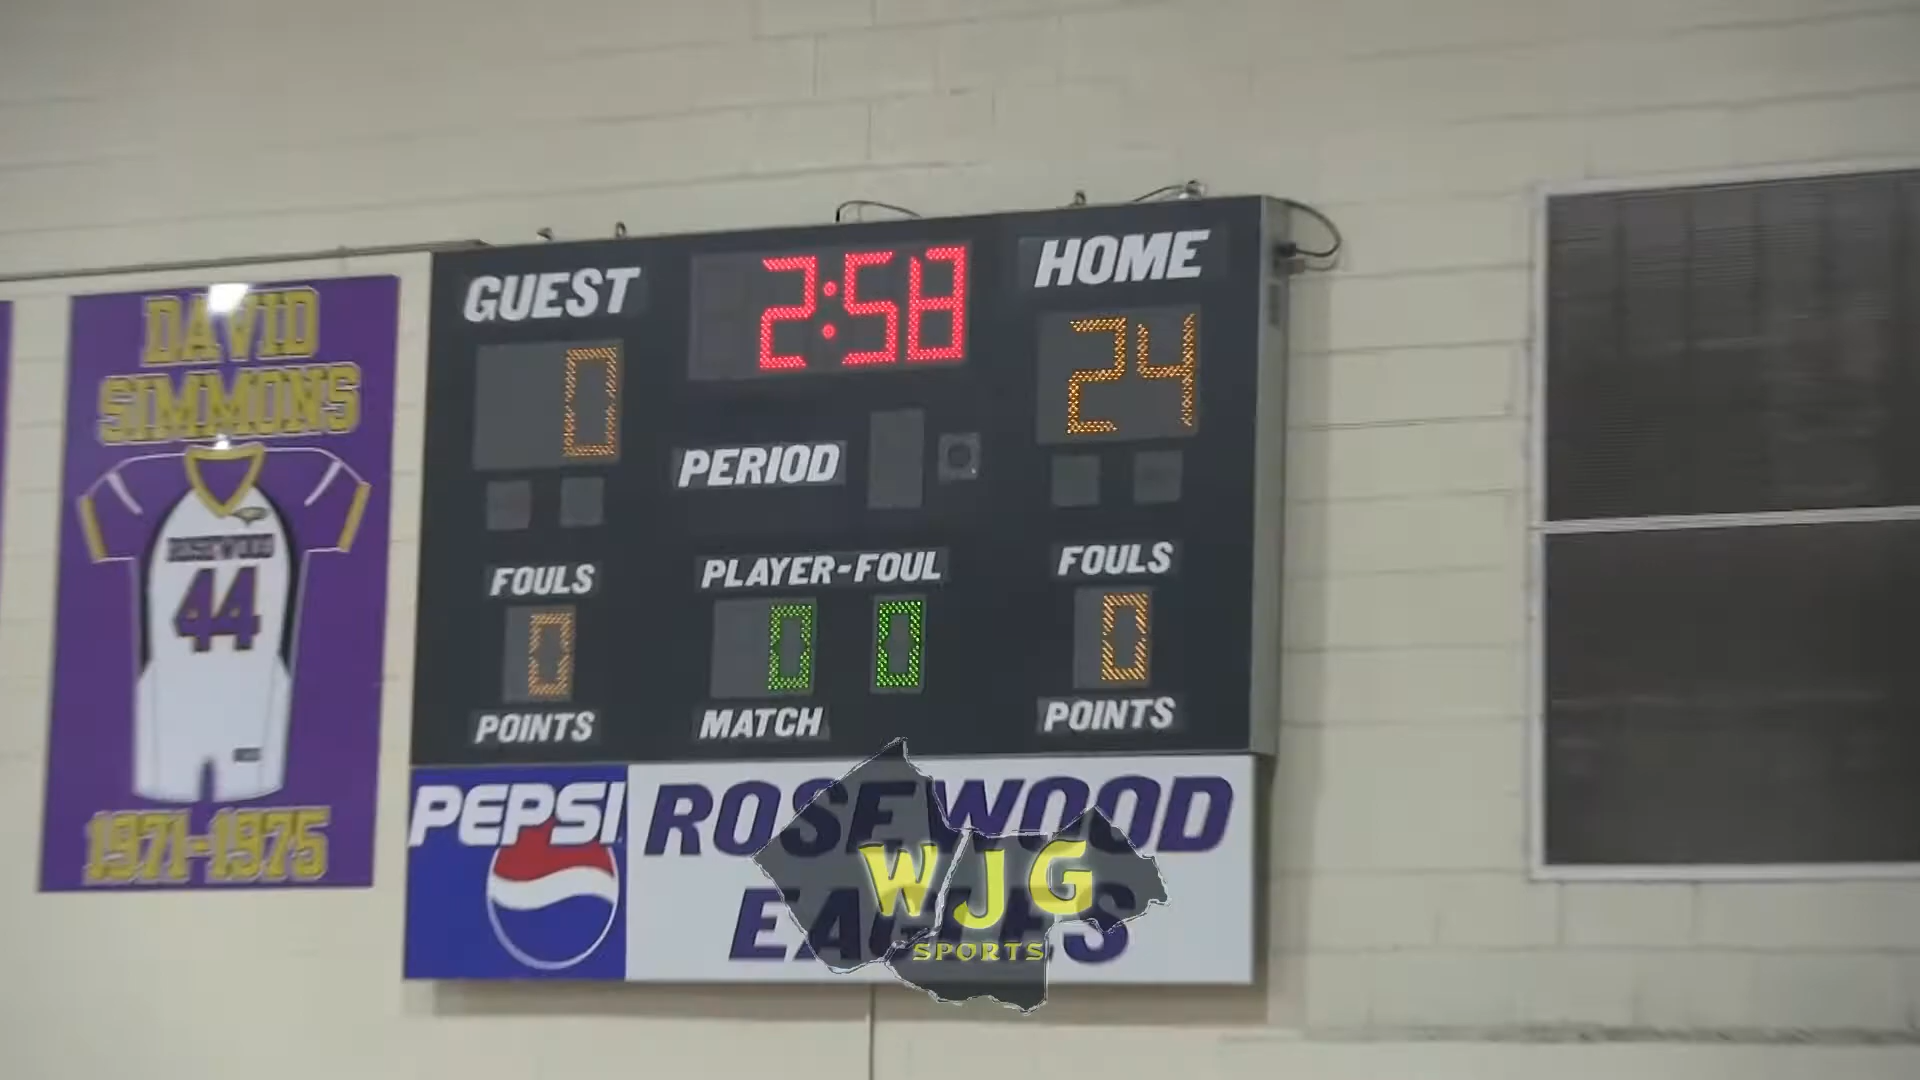 DAVID
SIMMONS
ROSEWOOD
44
1971-1975
GUEST
2:58
HOME
0
24
PERIOD
FOULS
PLAYER-FOUL
FOULS
0
0
0
0
POINTS
MATCH
POINTS
PEPSI
ROSEWOOD
EAGLES
WJG
SPORTS